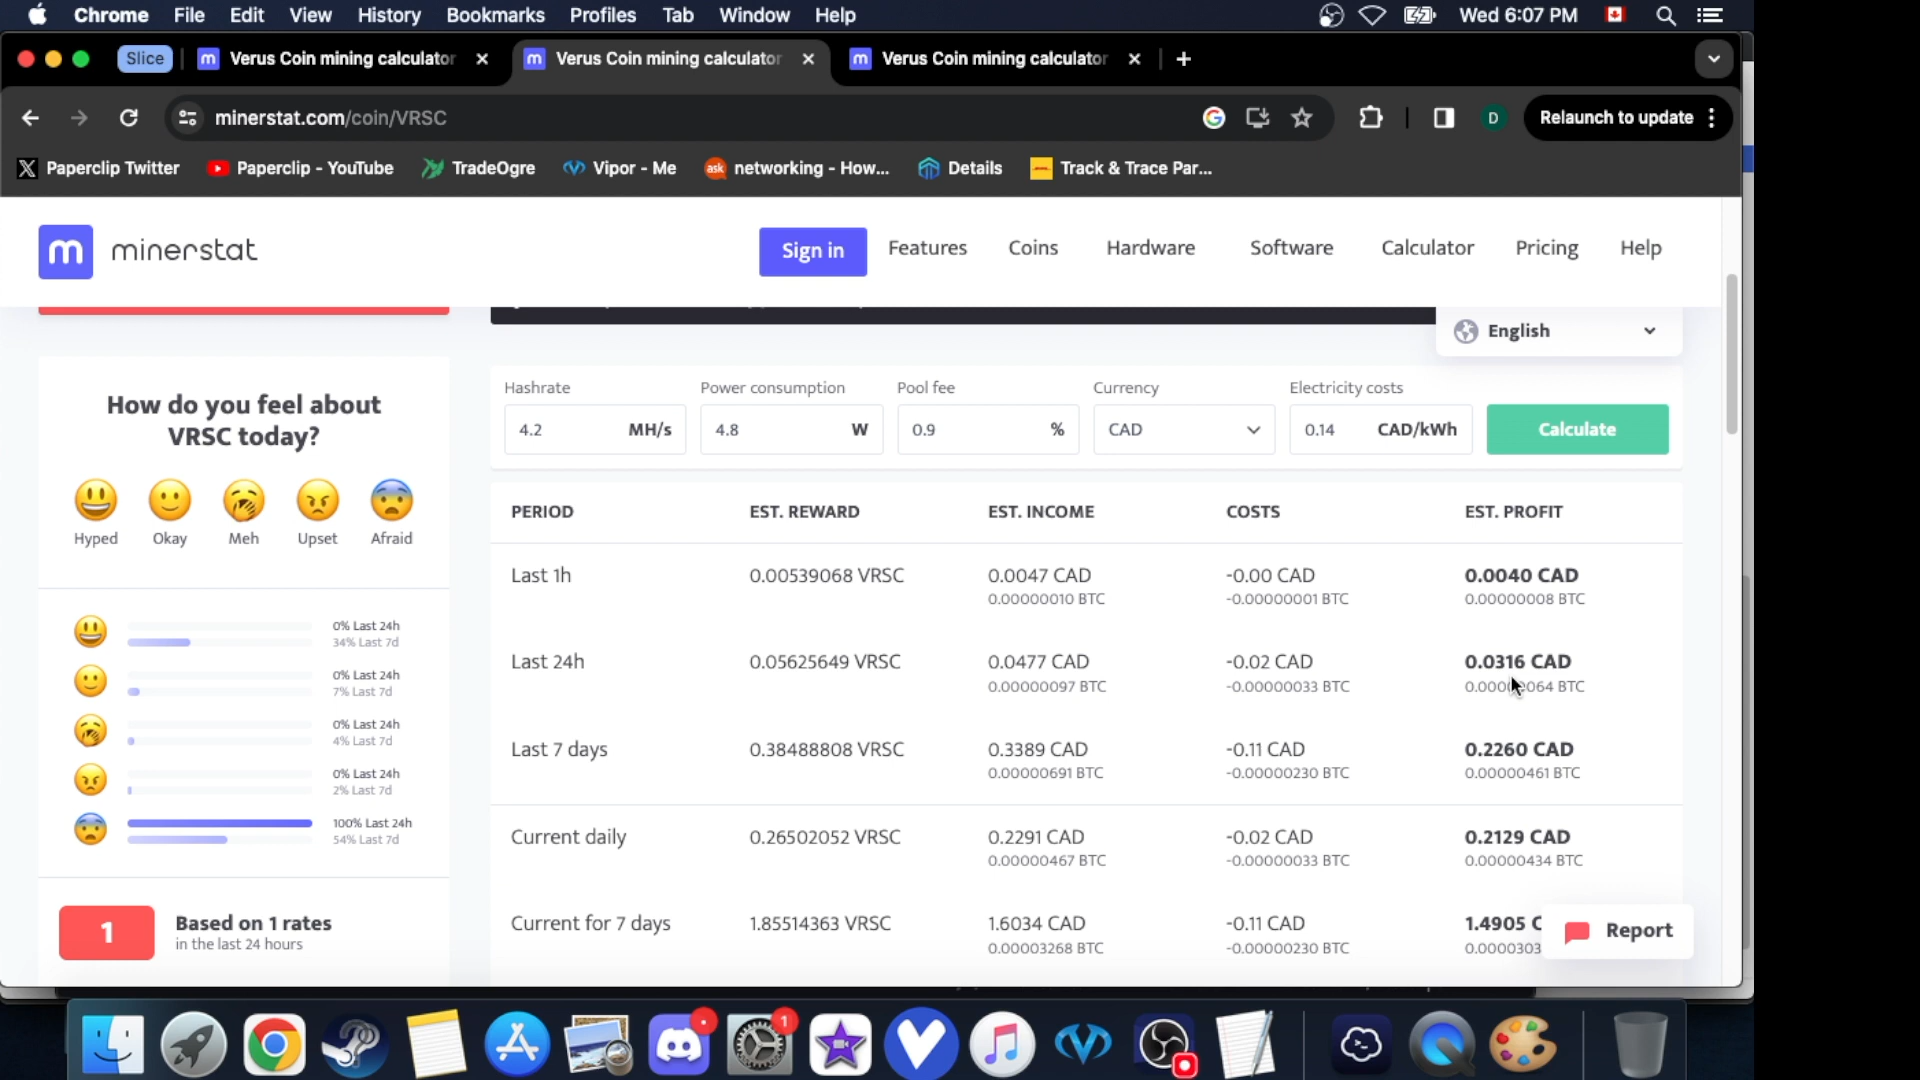 Chrome File Edit View History Bookmarks Profiles Tab Window Help Wed 6:07 PM
Slice Verus Coin mining calculator Verus Coin mining calculator Verus Coin mining calculator
minerstat.com/coin/VRSC D Relaunch to update
Paperclip Twitter Paperclip - YouTube TradeOgre Vipor - Me ask networking - How... Details Track & Trace Par...
m minerstat Sign in Features Coins Hardware Software Calculator Pricing Help
English
How do you feel about
VRSC today?
Hyped Okay Meh Upset Afraid
0% Last 24h
34% Last 7d
0% Last 24h
7% Last 7d
0% Last 24h
4% Last 7d
0% Last 24h
2% Last 7d
100% Last 24h
54% Last 7d
1 Based on 1 rates
in the last 24 hours
Hashrate Power consumption Pool fee Currency Electricity costs
4.2 MH/s 4.8 W 0.9 % CAD 0.14 CAD/kWh Calculate
PERIOD EST. REWARD EST. INCOME COSTS EST. PROFIT
Last 1h 0.00539068 VRSC 0.0047 CAD -0.00 CAD 0.0040 CAD
0.00000010 BTC -0.00000001 BTC 0.00000008 BTC
Last 24h 0.05625649 VRSC 0.0477 CAD -0.02 CAD 0.0316 CAD
0.00000097 BTC -0.00000033 BTC 064 BTC
Last 7 days 0.38488808 VRSC 0.3389 CAD -0.11 CAD 0.2260 CAD
0.00000691 BTC -0.00000230 BTC 0.00000461 BTC
Current daily 0.26502052 VRSC 0.2291 CAD -0.02 CAD 0.2129 CAD
0.00000467 BTC -0.00000033 BTC 0.00000434 BTC
Current for 7 days 1.85514363 VRSC 1.6034 CAD -0.11 CAD 1.4905 C
0.00003268 BTC -0.00000230 BTC 0.0000303
Report
1